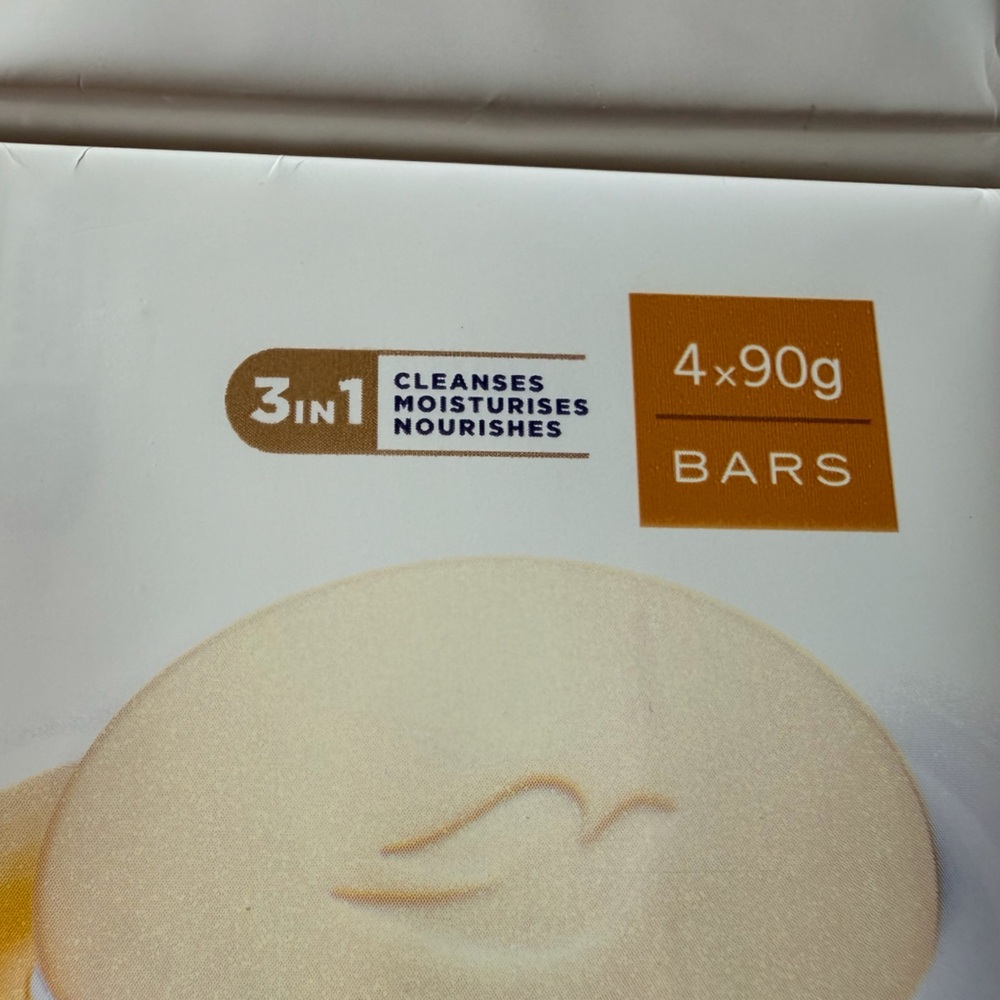 3IN1
CLEANSES
MOISTURISES
NOURISHES
4x90g
BARS